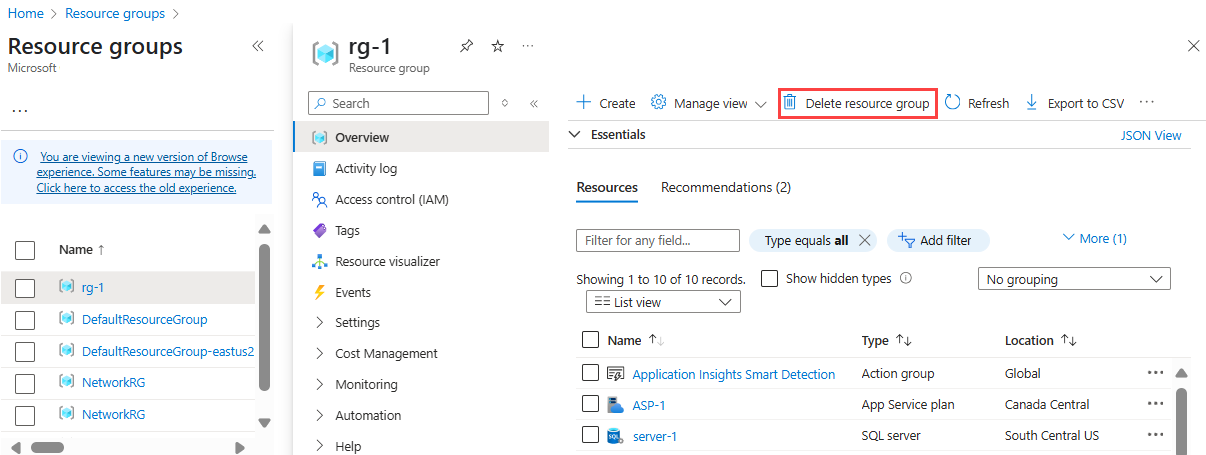 Home > Resource groups >
Resource groups «
Microsoft
...
You are viewing a new version of Browse
experience. Some features may be missing.
Click here to access the old experience.
Name ↑
rg-1
DefaultResourceGroup
DefaultResourceGroup-eastus2
NetworkRG
NetworkRG
rg-1 ...
Resource group
Search «
Overview
Activity log
Access control (IAM)
Tags
Resource visualizer
Events
Settings
Cost Management
Monitoring
Automation
Help
+ Create Manage view Delete resource group Refresh Export to CSV ...
Essentials JSON View
Resources Recommendations (2)
Filter for any field... Type equals all Add filter More (1)
Showing 1 to 10 of 10 records. Show hidden types No grouping
List view
Name ↑↓ Type ↑↓ Location ↑↓
Application Insights Smart Detection Action group Global ...
ASP-1 App Service plan Canada Central ...
server-1 SQL server South Central US ...